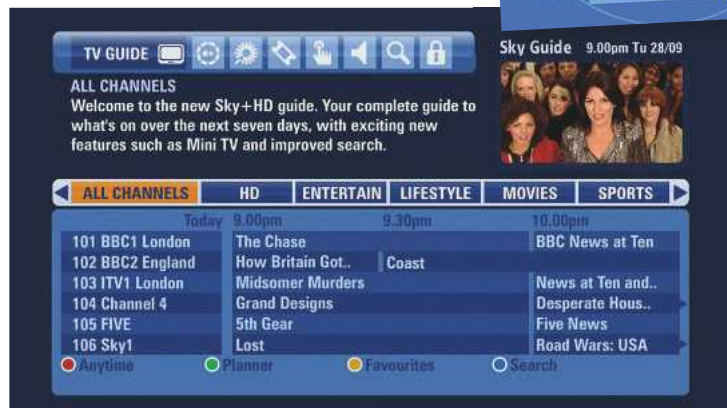 TV GUIDE
Sky Guide 9.00pm Tu 28/09
ALL CHANNELS
Welcome to the new Sky+HD guide. Your complete guide to
what's on over the next seven days, with exciting new
features such as Mini TV and improved search.
ALL CHANNELS HD ENTERTAIN LIFESTYLE MOVIES SPORTS
Today 9.00pm 9.30pm 10.00pm
101 BBC1 London The Chase BBC News at Ten
102 BBC2 England How Britain Got.. Coast
103 ITV1 London Midsomer Murders News at Ten and..
104 Channel 4 Grand Designs Desperate Hous..
105 FIVE 5th Gear Five News
106 Sky1 Lost Road Wars: USA
Anytime Planner Favourites Search